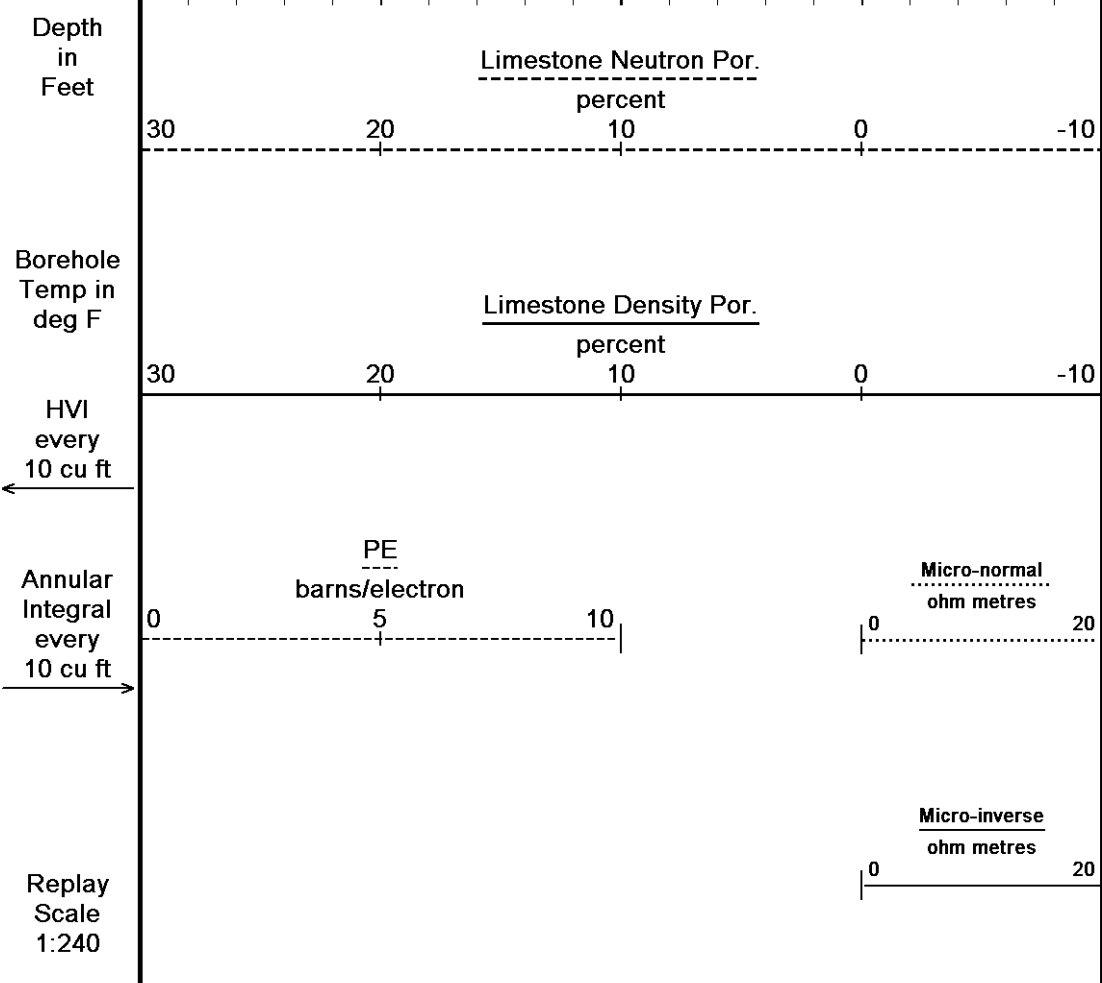 Depth
in
Feet
Limestone Neutron Por.
percent
30 20 10 0 -10
Borehole
Temp in
deg F
Limestone Density Por.
percent
30 20 10 0 -10
HVI
every
10 cu ft
PE
barns/electron
0 5 10
Micro-normal
ohm metres
0 20
Annular
Integral
every
10 cu ft
Micro-inverse
ohm metres
0 20
Replay
Scale
1:240